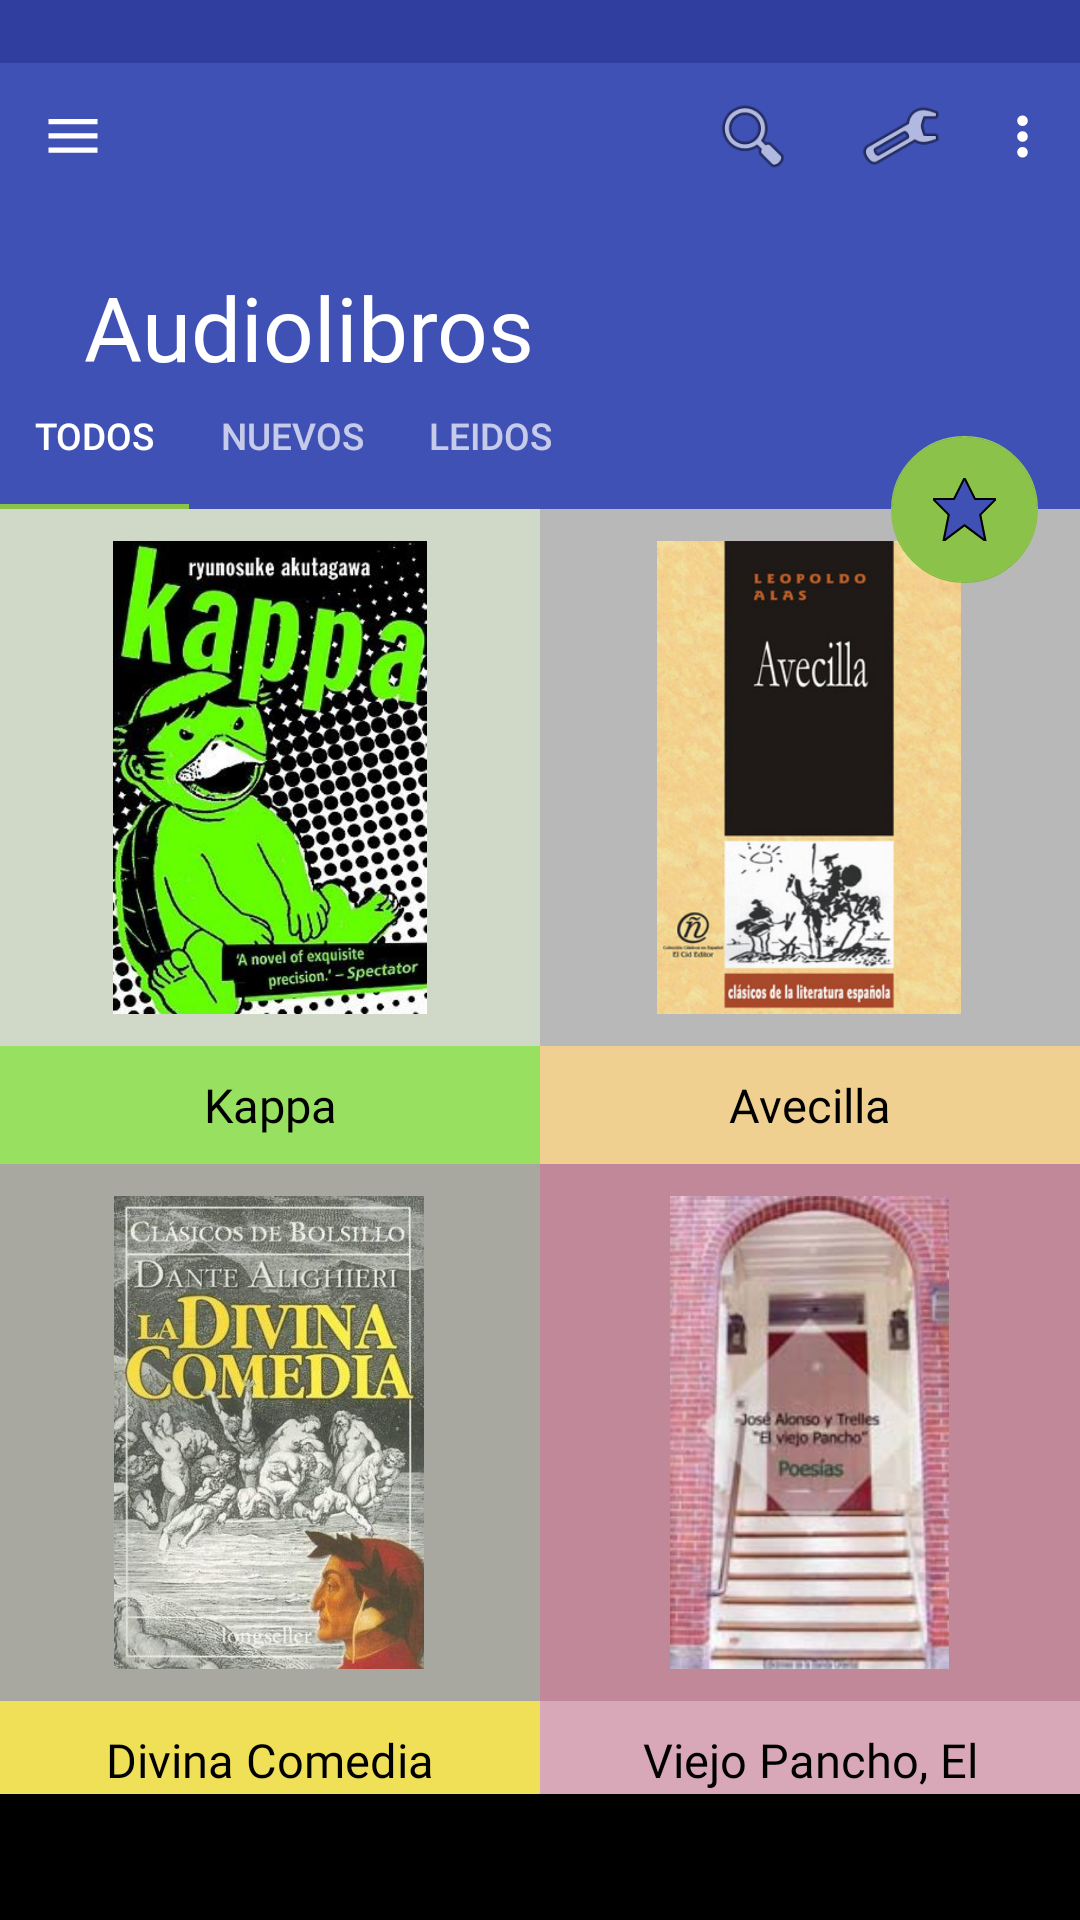 Audiolibros
TODOS NUEVOS LEIDOS
ryunosuke akutagawa
kappa
'A novel of exquisite
precision.' – Spectator
LEOPOLDO
ALAS
Avecilla
ñ
El Cid Editor
clásicos de la literatura española
Kappa
Avecilla
CLÁSICOS DE BOLSILLO
DANTE ALIGHIERI
LA DIVINA
COMEDIA
longseller
José Alonso y Trelles
"El viejo Pancho"
Poesías
Divina Comedia
Viejo Pancho, El